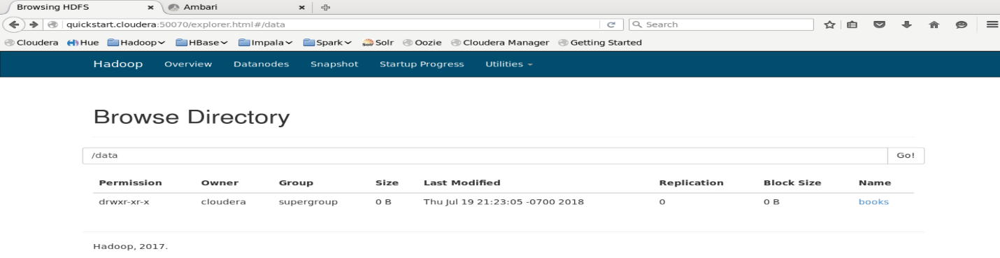 Browsing HDFS × Ambari ×
quickstart.cloudera:50070/explorer.html#/data Search
Cloudera Hue Hadoop HBase Impala Spark Solr Oozie Cloudera Manager Getting Started
Hadoop Overview Datanodes Snapshot Startup Progress Utilities
Browse Directory
/data Go!
Permission Owner Group Size Last Modified Replication Block Size Name
drwxr-xr-x cloudera supergroup 0 B Thu Jul 19 21:23:05 -0700 2018 0 0 B books
Hadoop, 2017.